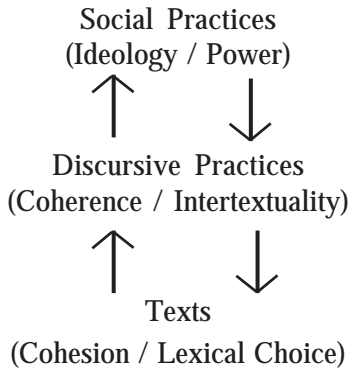 Social Practices
(Ideology / Power)
Discursive Practices
(Coherence / Intertextuality)
Texts
(Cohesion / Lexical Choice)